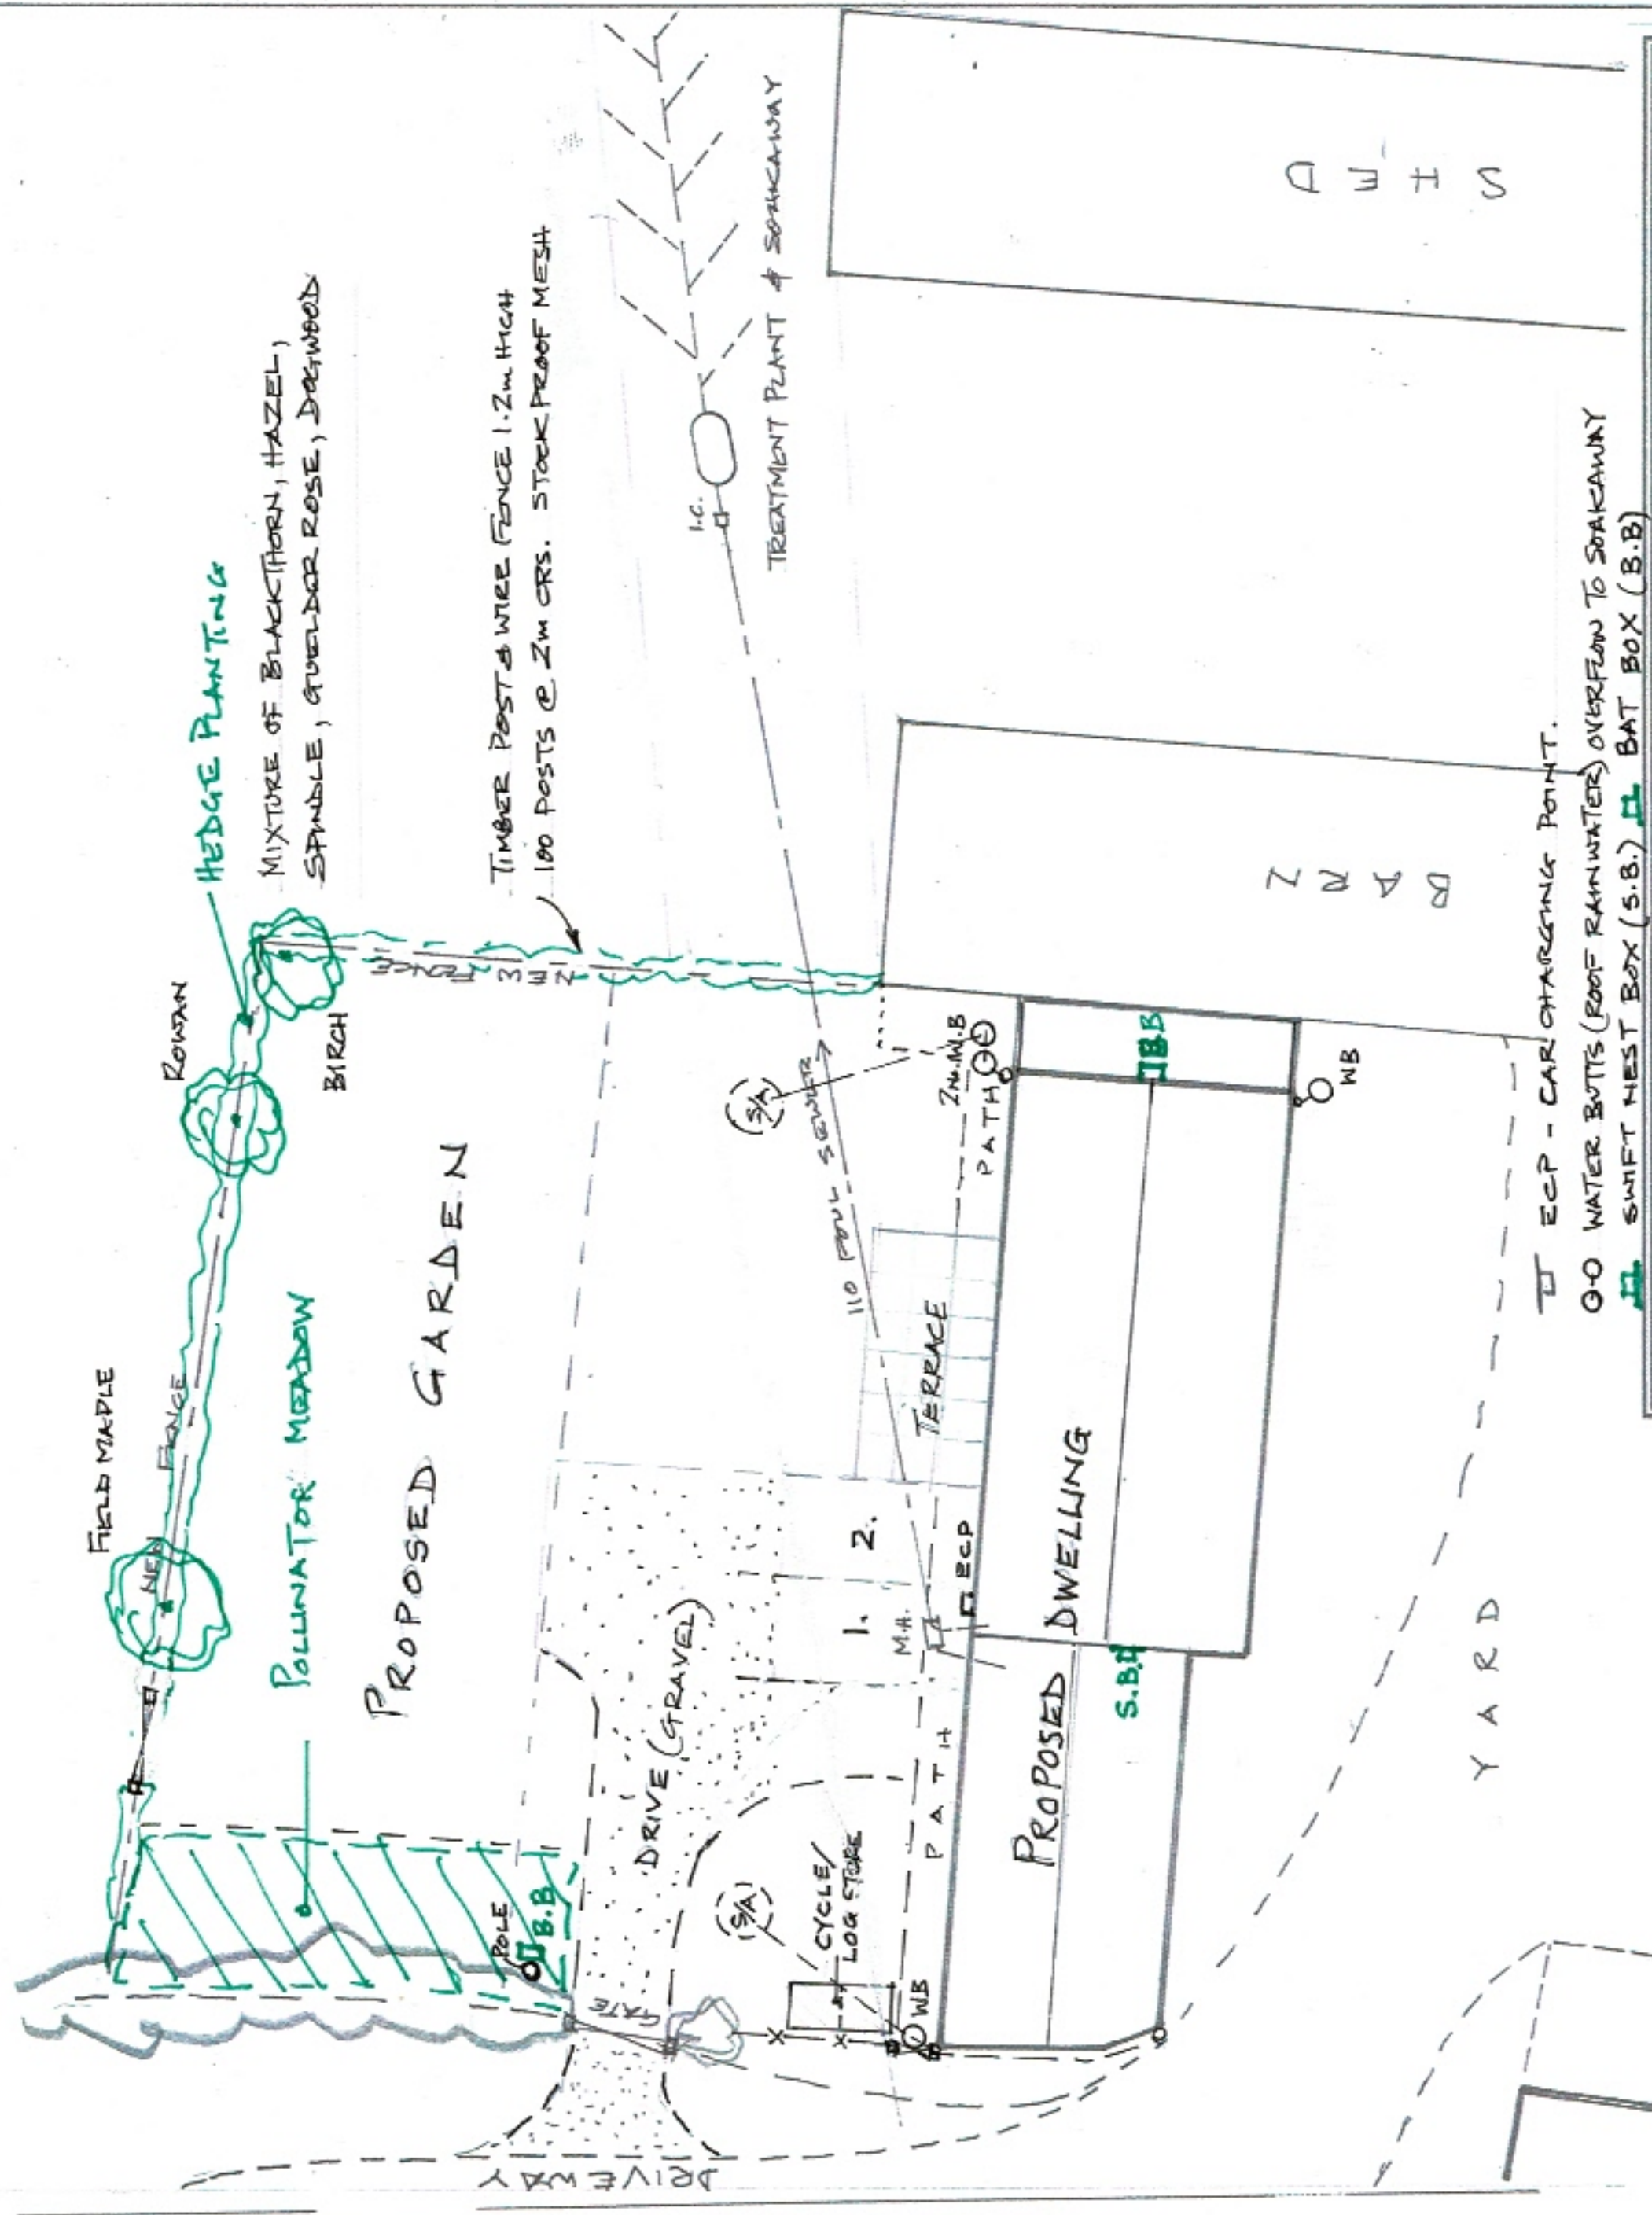 FIELD MAPLE
ROWAN
HEDGE PLANTING
MIXTURE OF BLACKTHORN, HAZEL,
SPINDLE, GUELDER ROSE, DOGWOOD
NEW FENCE
BIRCH
POLLINATOR MEADOW
PROPOSED GARDEN
NEW FENCE
TIMBER POST & WIRE FENCE 1.2m HIGH
100 POSTS @ 2m CRS. STOCKPROOF MESH
POLE
B.B
GATE
DRIVE (GRAVEL)
DRIVEWAY
I.C.
TREATMENT PLANT & SOAKAWAY
S/A
S/A
110 FOUL SEWER
CYCLE/
LOG STORE
1.
2.
M.H.
ECP
TERRACE
2No.W.B
PATH
PATH
WB
PROPOSED DWELLING
S.B
B.B
WB
BARN
SHED
YARD
ECP - CAR CHARGING POINT.
WATER BUTTS (ROOF RAINWATER) OVERFLOW TO SOAKAWAY
SWIFT NEST BOX (S.B.) BAT BOX (B.B)